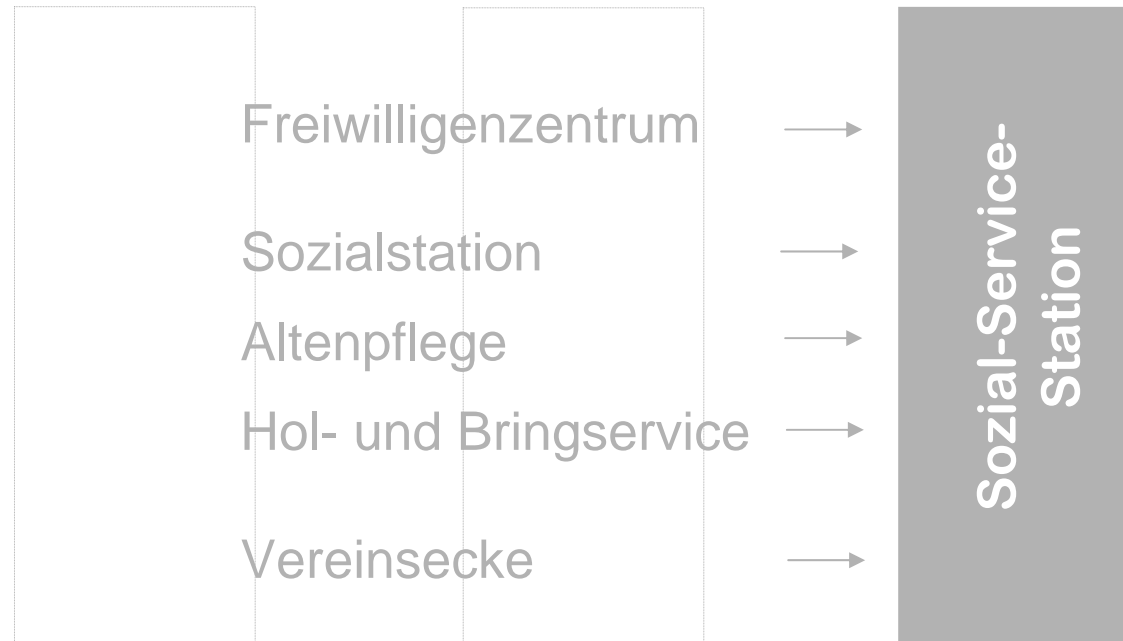 Freiwilligenzentrum
Sozialstation
Altenpflege
Hol- und Bringservice
Vereinsecke
Sozial-Service-
Station